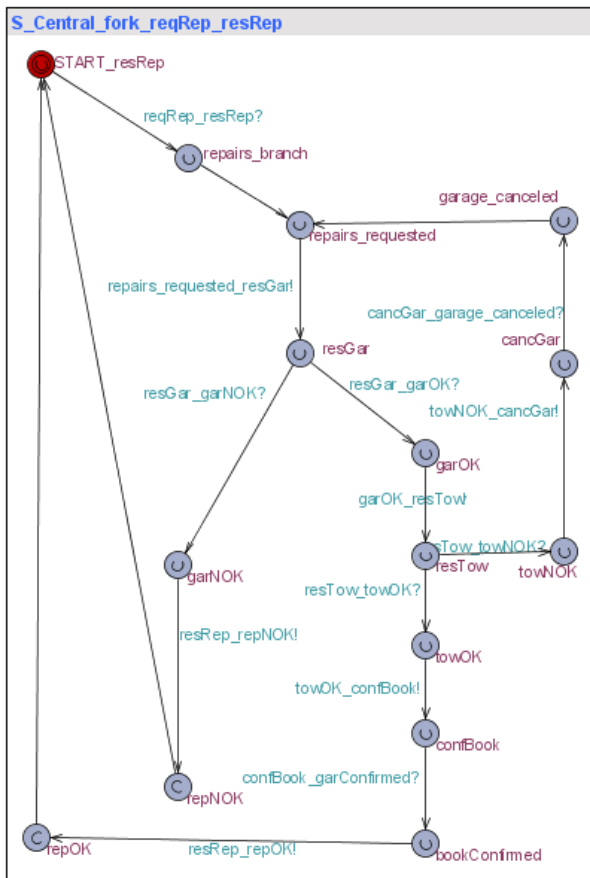 S_Central_fork_reqRep_resRep
START_resRep
reqRep_resRep?
repairs_branch
garage_canceled
repairs_requested
repairs_requested_resGar!
cancGar_garage_canceled?
cancGar
resGar
resGar_garNOK?
resGar_garOK?
towNOK_cancGar!
garOK
garOK_resTow!
sTow_towNOK?
resTow
towNOK
garNOK
resTow_towOK?
resRep_repNOK!
towOK
towOK_confBook!
confBook
confBook_garConfirmed?
repNOK
repOK
resRep_repOK!
bookConfirmed